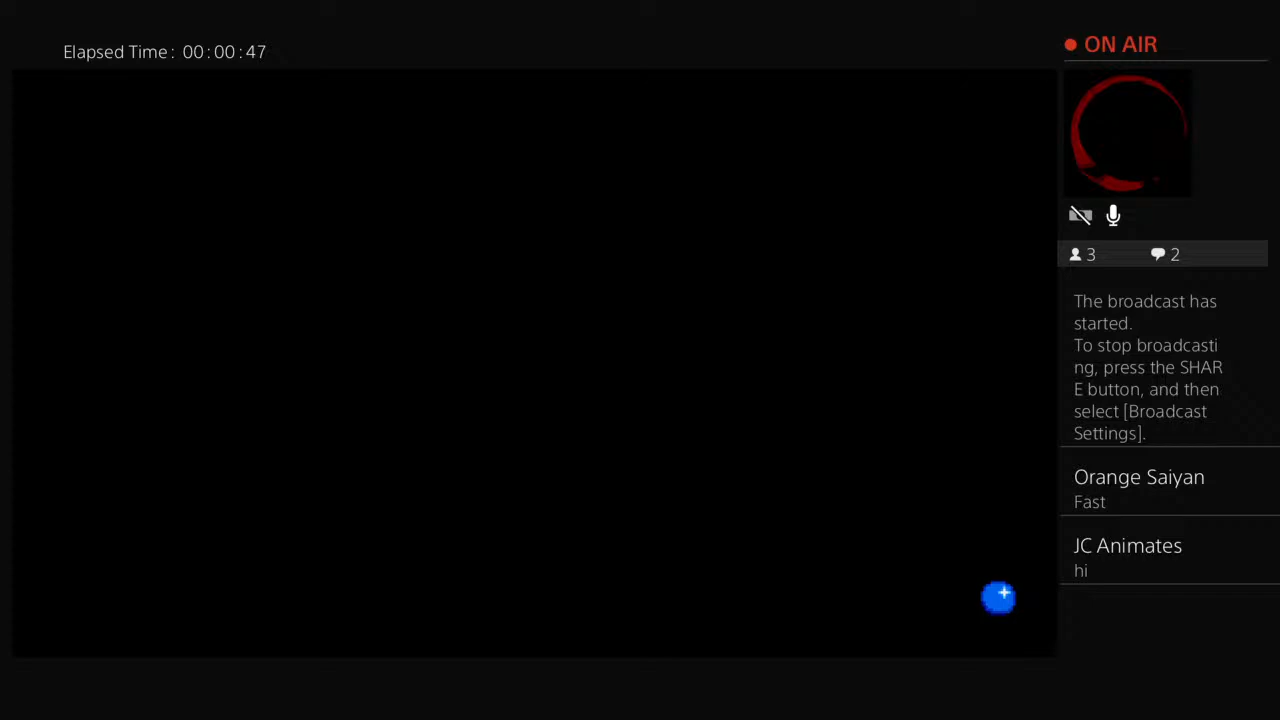 Elapsed Time: 00:00:47
ON AIR
3 2
The broadcast has
started.
To stop broadcasti
ng, press the SHAR
E button, and then
select [Broadcast
Settings].
Orange Saiyan
Fast
JC Animates
hi